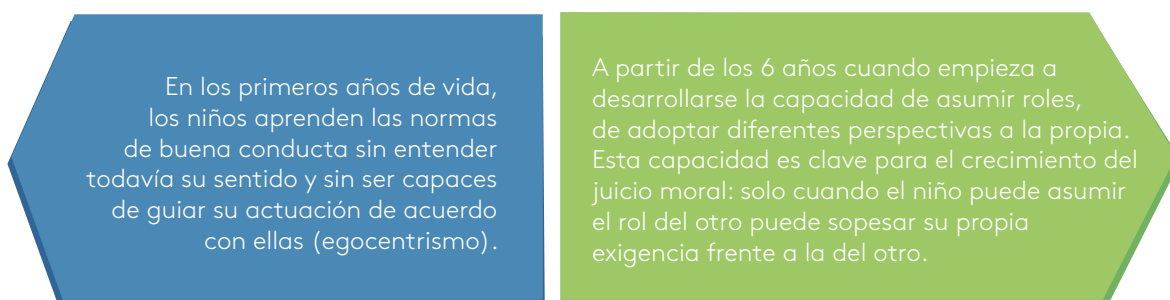 En los primeros años de vida,
los niños aprenden las normas
de buena conducta sin entender
todavía su sentido y sin ser capaces
de guiar su actuación de acuerdo
con ellas (egocentrismo).
A partir de los 6 años cuando empieza a
desarrollarse la capacidad de asumir roles,
de adoptar diferentes perspectivas a la propia.
Esta capacidad es clave para el crecimiento del
juicio moral: solo cuando el niño puede asumir
el rol del otro puede sopesar su propia
exigencia frente a la del otro.